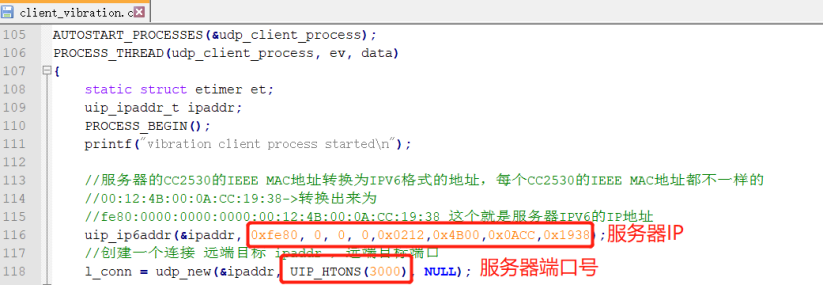 client_vibration.c
105 AUTOSTART_PROCESSES(&udp_client_process);
106 PROCESS_THREAD(udp_client_process, ev, data)
107 {
108 static struct etimer et;
109 uip_ipaddr_t ipaddr;
110 PROCESS_BEGIN();
111 printf("vibration client process started\n");
112
113 //服务器的CC2530的IEEE MAC地址转换为IPV6格式的地址，每个CC2530的IEEE MAC地址都不一样的
114 //00:12:4B:00:0A:CC:19:38->转换出来为
115 //fe80:0000:0000:0000:00:12:4B:00:0A:CC:19:38 这个就是服务器IPV6的IP地址
116 uip_ip6addr(&ipaddr, 0xfe80, 0, 0, 0,0x0212,0x4B00,0x0ACC,0x1938); 服务器IP
117 //创建一个连接 远端目标 ipaddr 远端目标端口
118 l_conn = udp_new(&ipaddr, UIP_HTONS(3000), NULL); 服务器端口号